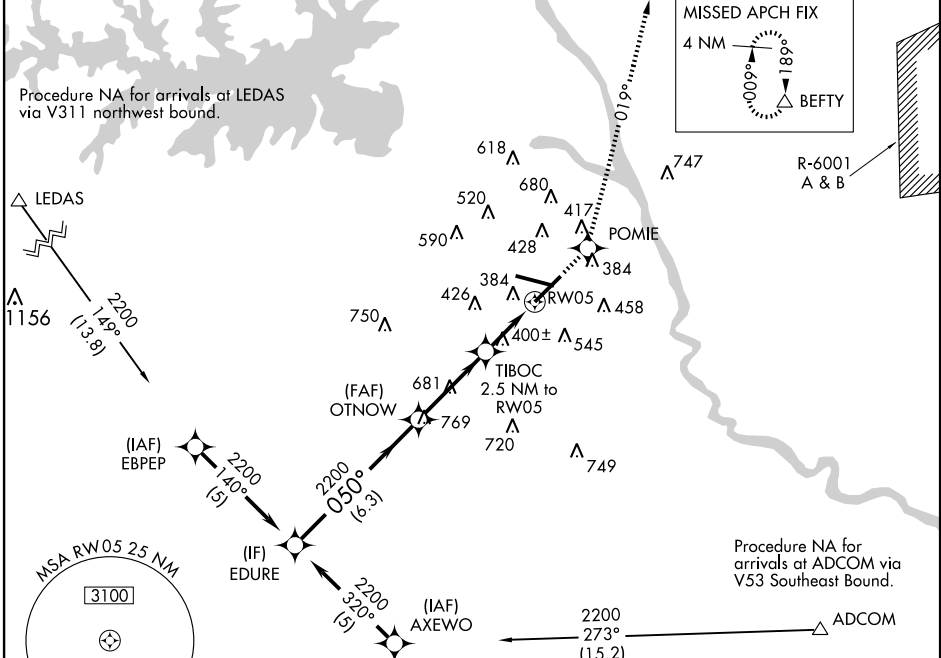 MISSED APCH FIX
4 NM
009°
189°
BEFTY
019°
Procedure NA for arrivals at LEDAS
via V311 northwest bound.
R-6001
A & B
618
747
680
LEDAS
520
417
590
428
POMIE
384
1156
2200
149°
(13.8)
384
426
RW05
458
750
400±
545
TIBOC
2.5 NM to
RW05
681
(FAF)
OTNOW
769
720
749
(IAF)
EBPEP
2200
140°
(5)
2200
050°
(6.3)
(IF)
EDURE
MSA RW05 25 NM
3100
2200
320°
(5)
(IAF)
AXEWO
Procedure NA for
arrivals at ADCOM via
V53 Southeast Bound.
2200
273°
(15.2)
ADCOM